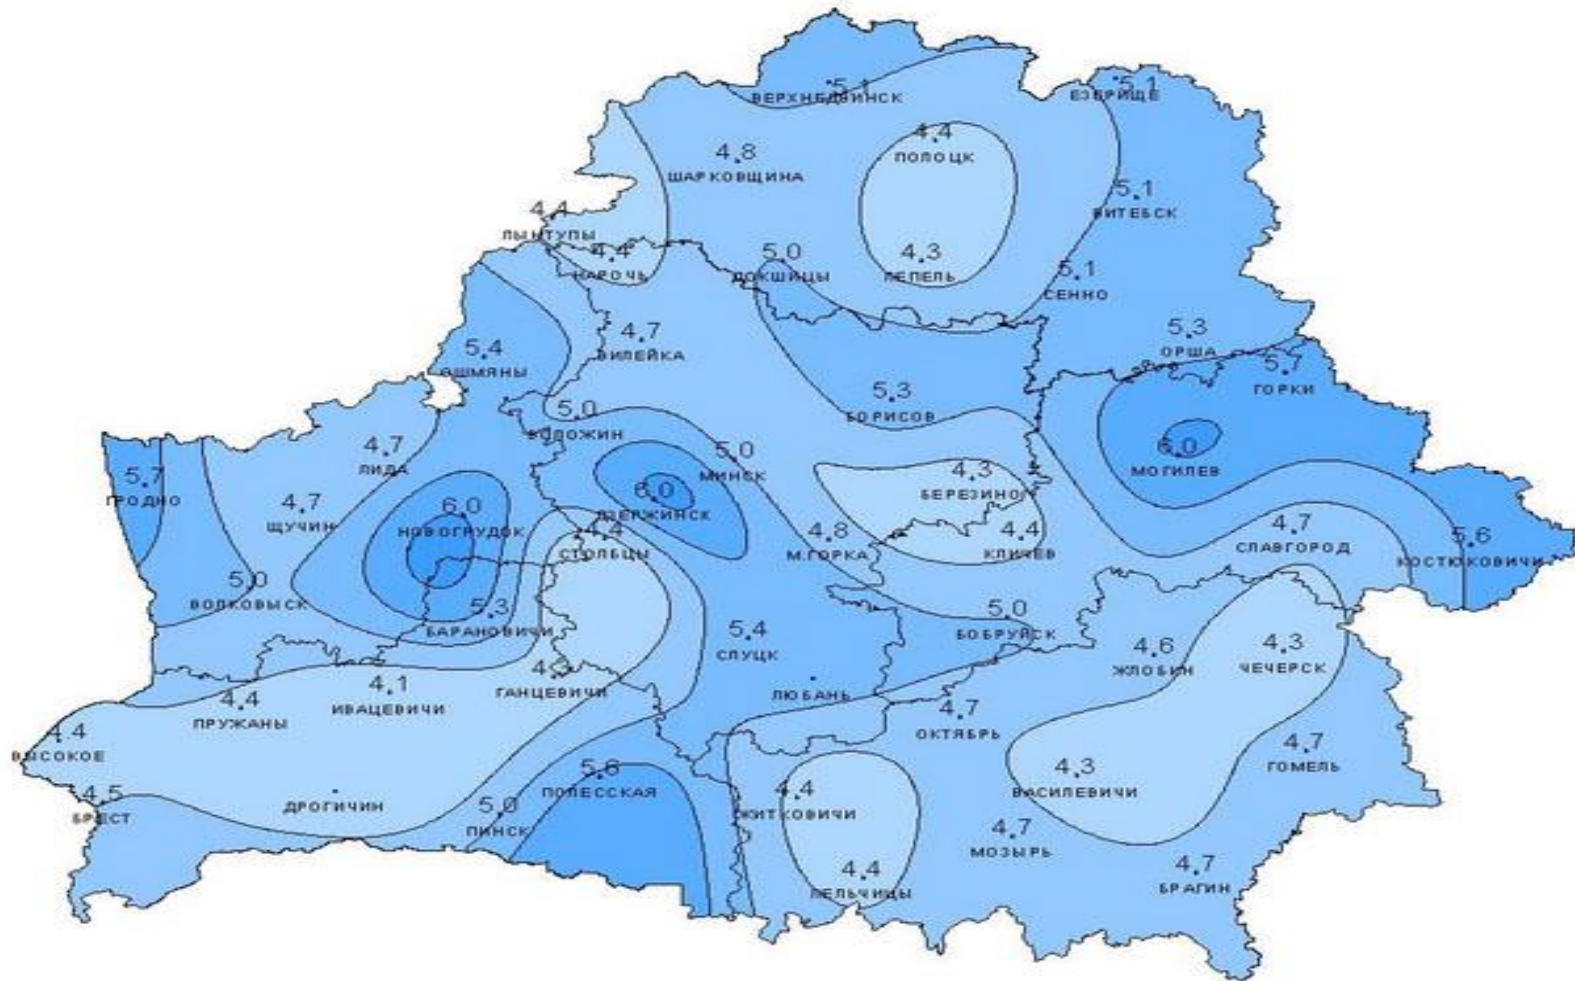 5.1
ВЕРХНЕДВИНСК
5.1
ЕЗЕРИЩЕ
4.4
ПОЛОЦК
4.8
ШАРКОВЩИНА
5.1
ВИТЕБСК
4.4
ЛЫНТУПЫ
4.4
НАРОЧЬ
5.0
ДОКШИЦЫ
4.3
ЛЕПЕЛЬ
5.1
СЕННО
4.7
ВИЛЕЙКА
5.3
ОРША
5.4
ОШМЯНЫ
5.7
ГОРКИ
5.3
БОРИСОВ
5.0
ВОЛОЖИН
4.7
ЛИДА
5.0
МИНСК
6.0
МОГИЛЕВ
5.7
ГРОДНО
4.3
БЕРЕЗИНО
6.0
ДЗЕРЖИНСК
4.7
ЩУЧИН
6.0
НОВОГРУДОК
4.4
СТОЛБЦЫ
4.8
М.ГОРКА
4.4
КЛИЧЕВ
4.7
СЛАВГОРОД
5.6
КОСТЮКОВИЧИ
5.0
ВОЛКОВЫСК
5.3
БАРАНОВИЧИ
5.0
БОБРУЙСК
5.4
СЛУЦК
4.6
ЖЛОБИН
4.3
ЧЕЧЕРСК
4.3
ГАНЦЕВИЧИ
ЛЮБАНЬ
4.4
ПРУЖАНЫ
4.1
ИВАЦЕВИЧИ
4.7
ОКТЯБРЬ
4.4
ВЫСОКОЕ
4.7
ГОМЕЛЬ
5.6
ПОЛЕССКАЯ
4.3
ВАСИЛЕВИЧИ
4.5
БРЕСТ
ДРОГИЧИН
5.0
ПИНСК
4.4
ЖИТКОВИЧИ
4.7
МОЗЫРЬ
4.4
ЛЕЛЬЧИЦЫ
4.7
БРАГИН